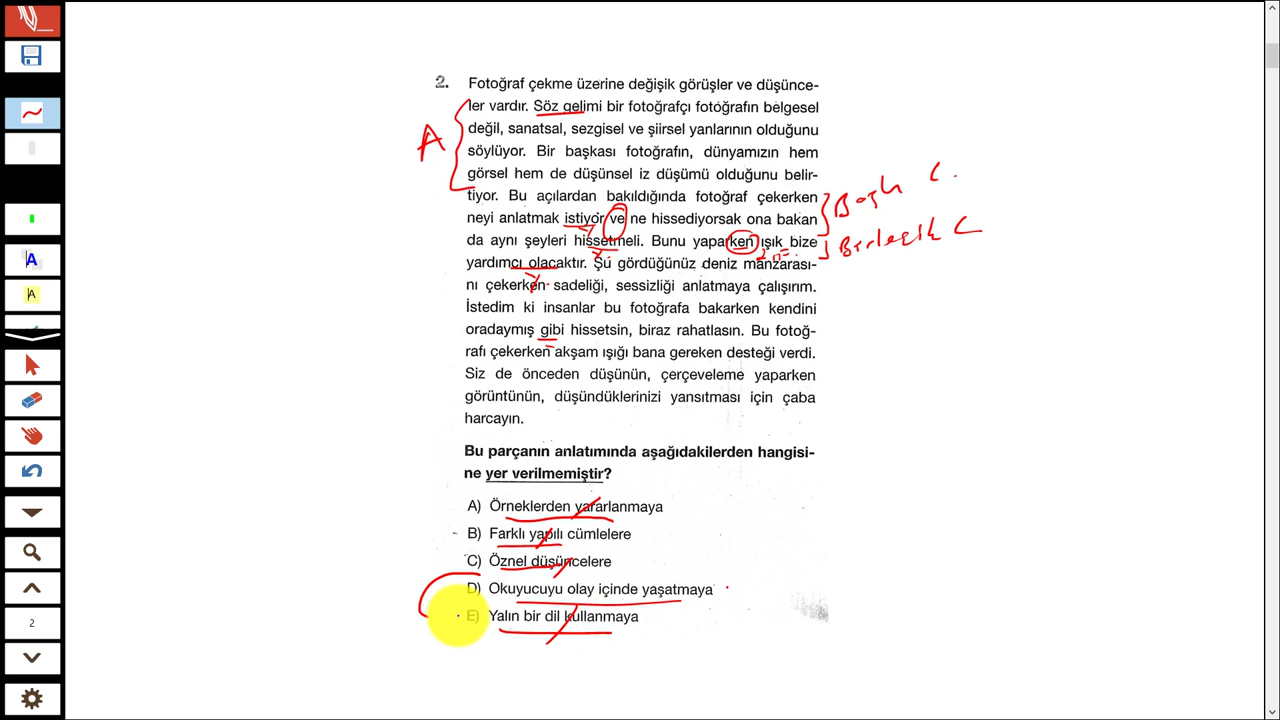 2. Fotoğraf çekme üzerine değişik görüşler ve düşünce-
ler vardır. Söz gelimi bir fotoğrafçı fotoğrafın belgesel
değil, sanatsal, sezgisel ve şiirsel yanlarının olduğunu
A
söylüyor. Bir başkası fotoğrafın, dünyamızın hem
görsel hem de düşünsel iz düşümü olduğunu belir-
tiyor. Bu açılardan bakıldığında fotoğraf çekerken
Bağlı C.
neyi anlatmak istiyor ve ne hissediyorsak ona bakan
da aynı şeyleri hissetmeli. Bunu yaparken ışık bize
Birleşik C
yardımcı olacaktır. Şu gördüğünüz deniz manzarası-
nı çekerken sadeliği, sessizliği anlatmaya çalışırım.
İstedim ki insanlar bu fotoğrafa bakarken kendini
oradaymış gibi hissetsin, biraz rahatlasın. Bu fotoğ-
rafı çekerken akşam ışığı bana gereken desteği verdi.
Siz de önceden düşünün, çerçeveleme yaparken
görüntünün, düşündüklerinizi yansıtması için çaba
harcayın.
Bu parçanın anlatımında aşağıdakilerden hangisi-
ne yer verilmemiştir?
A) Örneklerden yararlanmaya
B) Farklı yapılı cümlelere
C) Öznel düşüncelere
D) Okuyucuyu olay içinde yaşatmaya
E) Yalın bir dil kullanmaya
A
A
2